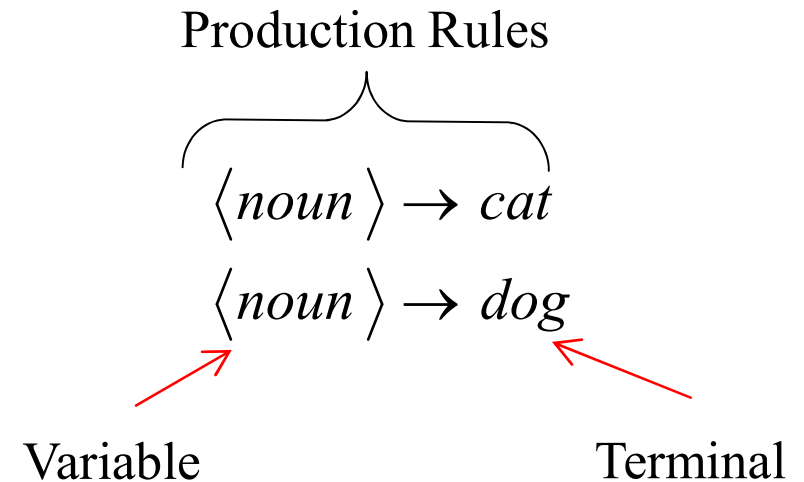 Production Rules
⟨noun⟩ → cat
⟨noun⟩ → dog
Variable
Terminal